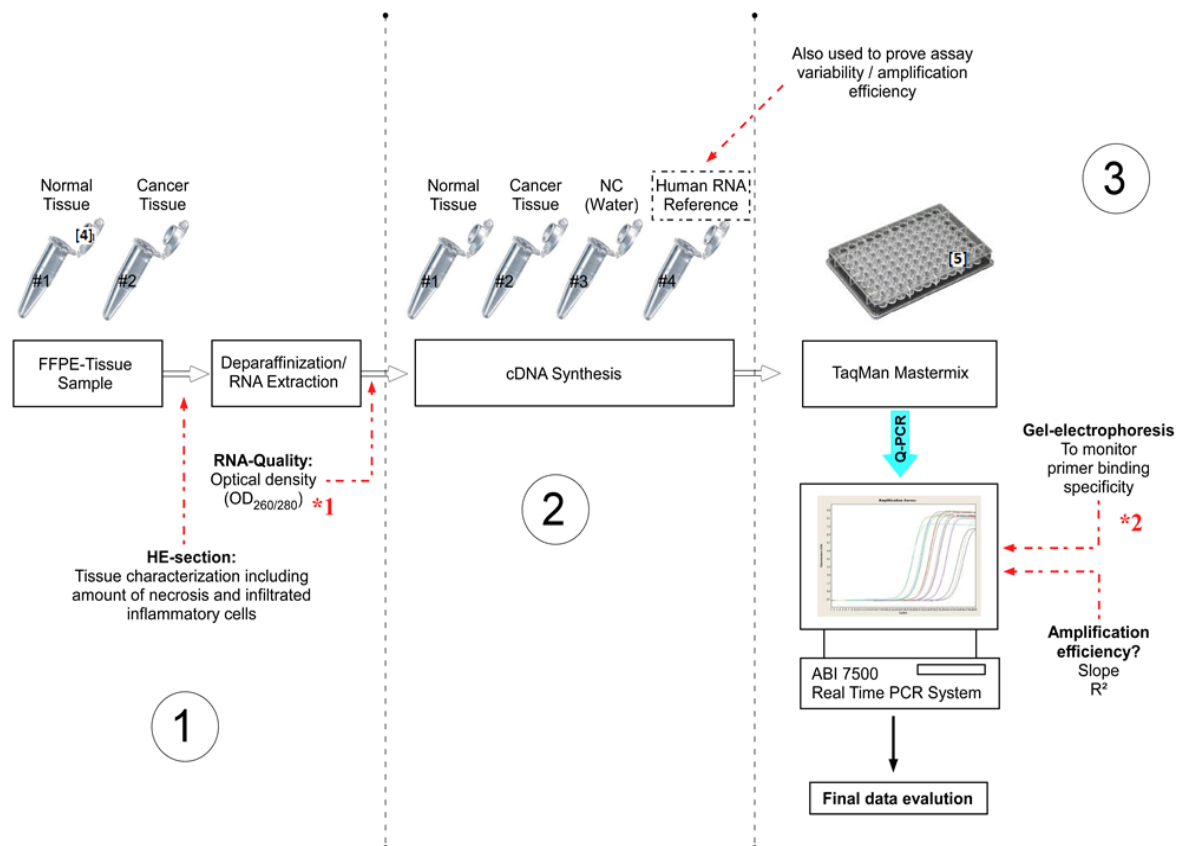 Also used to prove assay
variability / amplification
efficiency
3
Normal
Tissue
Cancer
Tissue
[4]
#1
#2
Normal
Tissue
Cancer
Tissue
NC
(Water)
Human RNA
Reference
#1
#2
#3
#4
[5]
FFPE-Tissue
Sample
Deparaffinization/
RNA Extraction
cDNA Synthesis
TaqMan Mastermix
RNA-Quality:
Optical density
(OD260/280)
*1
HE-section:
Tissue characterization including
amount of necrosis and infiltrated
inflammatory cells
1
2
Q-PCR
Gel-electrophoresis
To monitor
primer binding
specificity
*2
Amplification
efficiency?
Slope
R²
ABI 7500
Real Time PCR System
Final data evalution